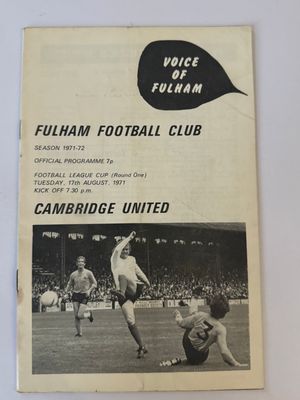 VOICE
OF
FULHAM
FULHAM FOOTBALL CLUB
SEASON 1971-72
OFFICIAL PROGRAMME 7p
FOOTBALL LEAGUE CUP (Round One)
TUESDAY, 17th AUGUST, 1971
KICK OFF 7.30 p.m.
CAMBRIDGE UNITED